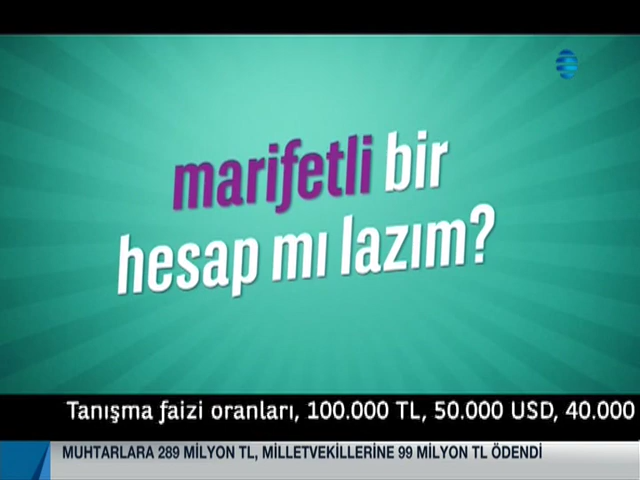 marifetli bir
hesap mı lazım?
Tanışma faizi oranları, 100.000 TL, 50.000 USD, 40.000
MUHTARLARA 289 MİLYON TL, MİLLETVEKİLLERİNE 99 MİLYON TL ÖDENDİ